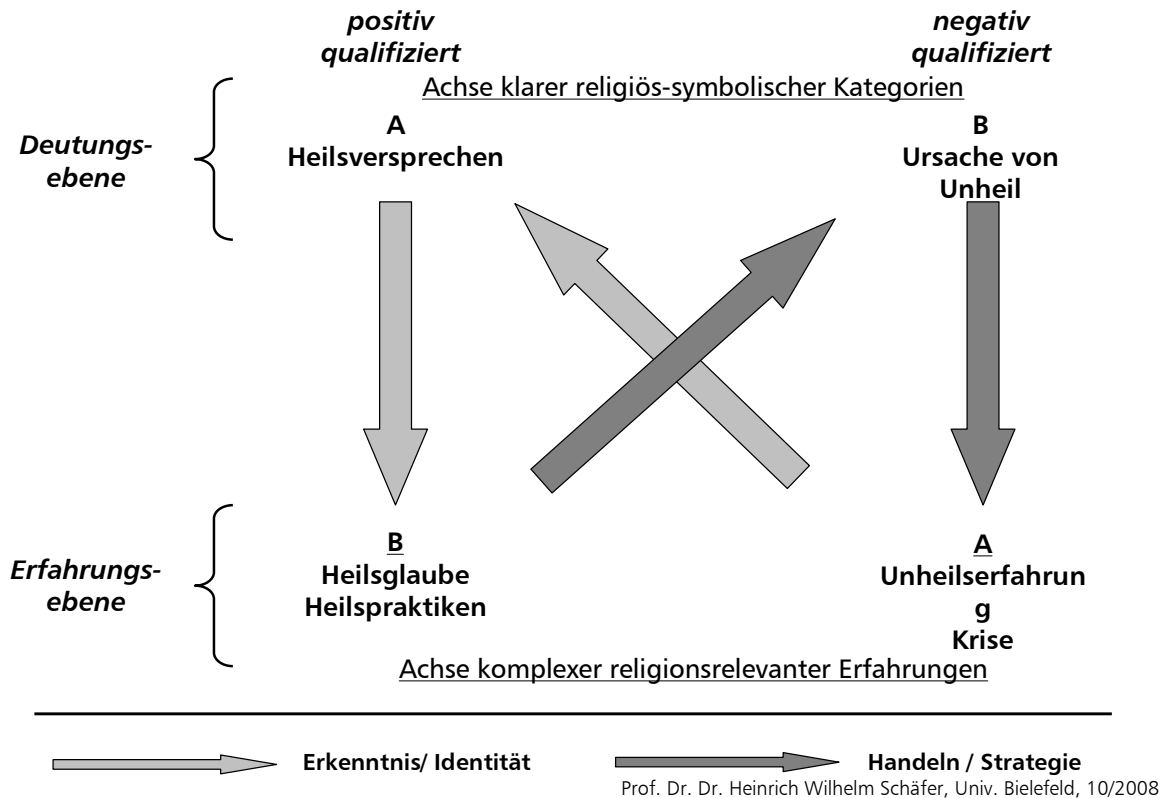 positiv
qualifiziert
negativ
qualifiziert
Achse klarer religiös-symbolischer Kategorien
Deutungs-
ebene
A
Heilsversprechen
B
Ursache von
Unheil
Erfahrungs-
ebene
B
Heilsglaube
Heilspraktiken
A
Unheilserfahrun
g
Krise
Achse komplexer religionsrelevanter Erfahrungen
Erkenntnis/ Identität
Handeln / Strategie
Prof. Dr. Dr. Heinrich Wilhelm Schäfer, Univ. Bielefeld, 10/2008